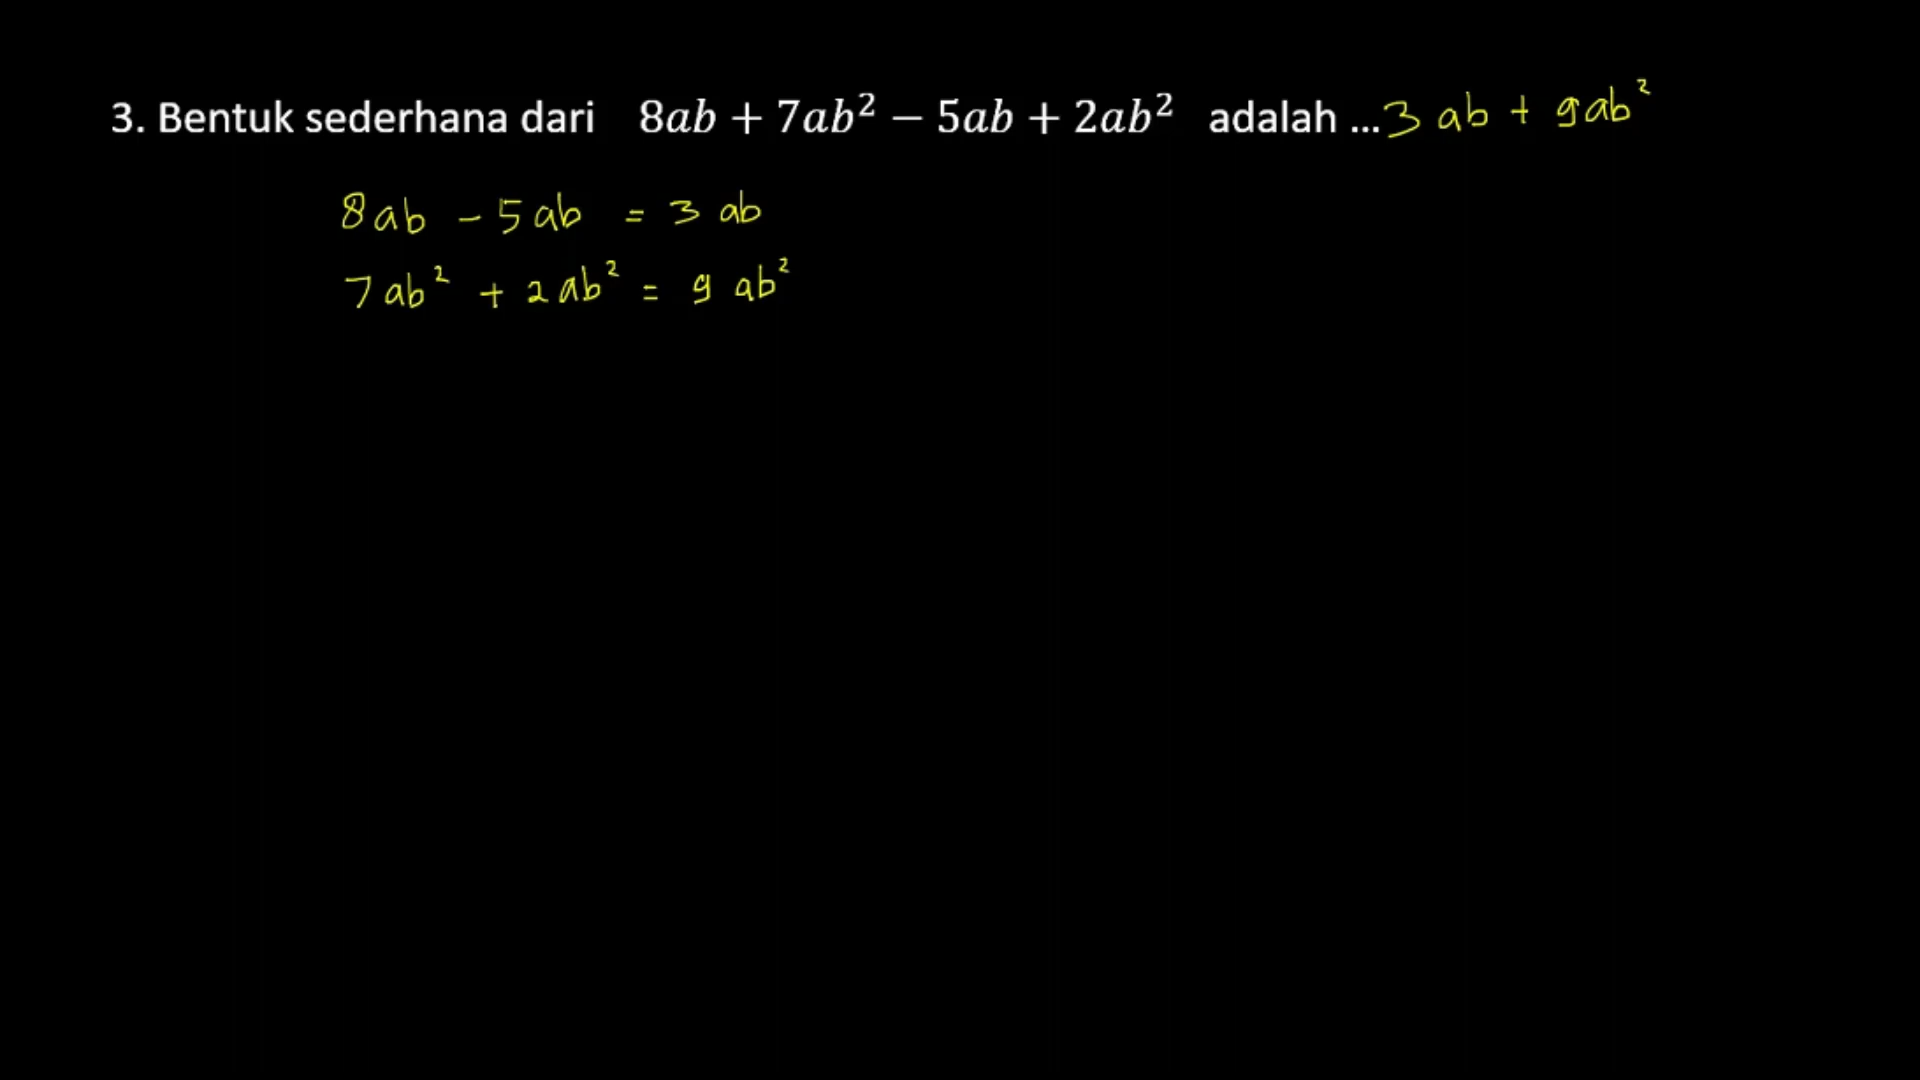 3. Bentuk sederhana dari 8ab + 7ab² − 5ab + 2ab² adalah ... 3 ab + 9ab²
8ab − 5ab = 3 ab
7ab² + 2ab² = 9 ab²